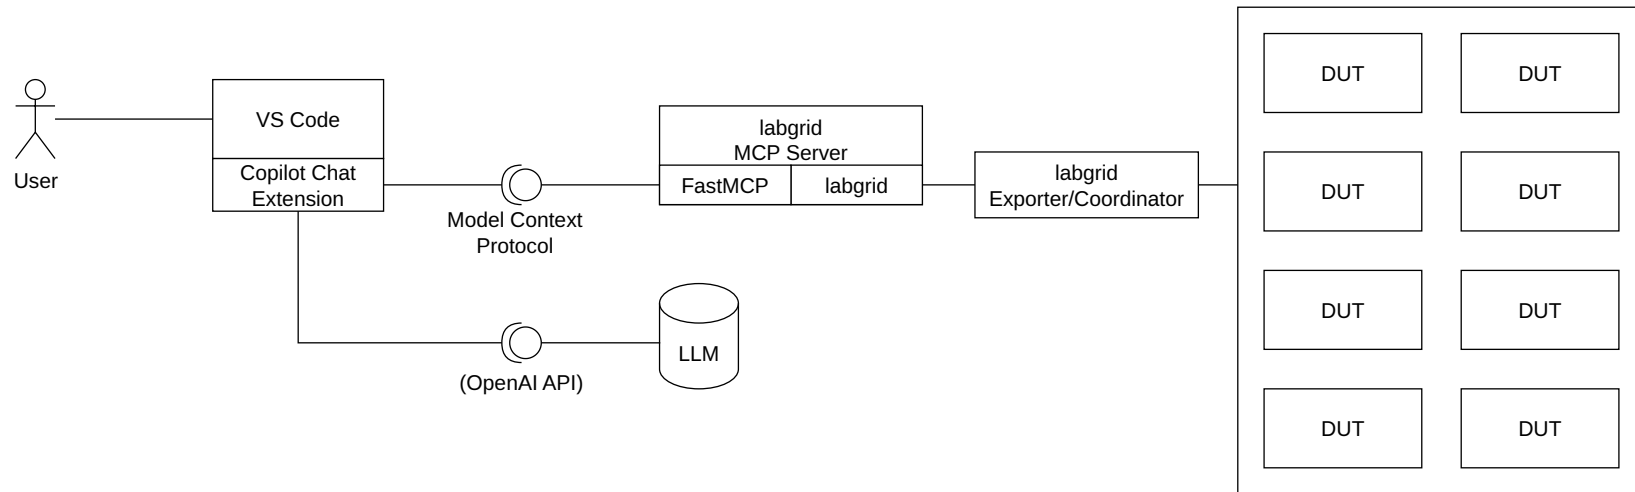 User
VS Code
Copilot Chat
Extension
Model Context
Protocol
(OpenAI API)
labgrid
MCP Server
FastMCP
labgrid
LLM
labgrid
Exporter/Coordinator
DUT
DUT
DUT
DUT
DUT
DUT
DUT
DUT